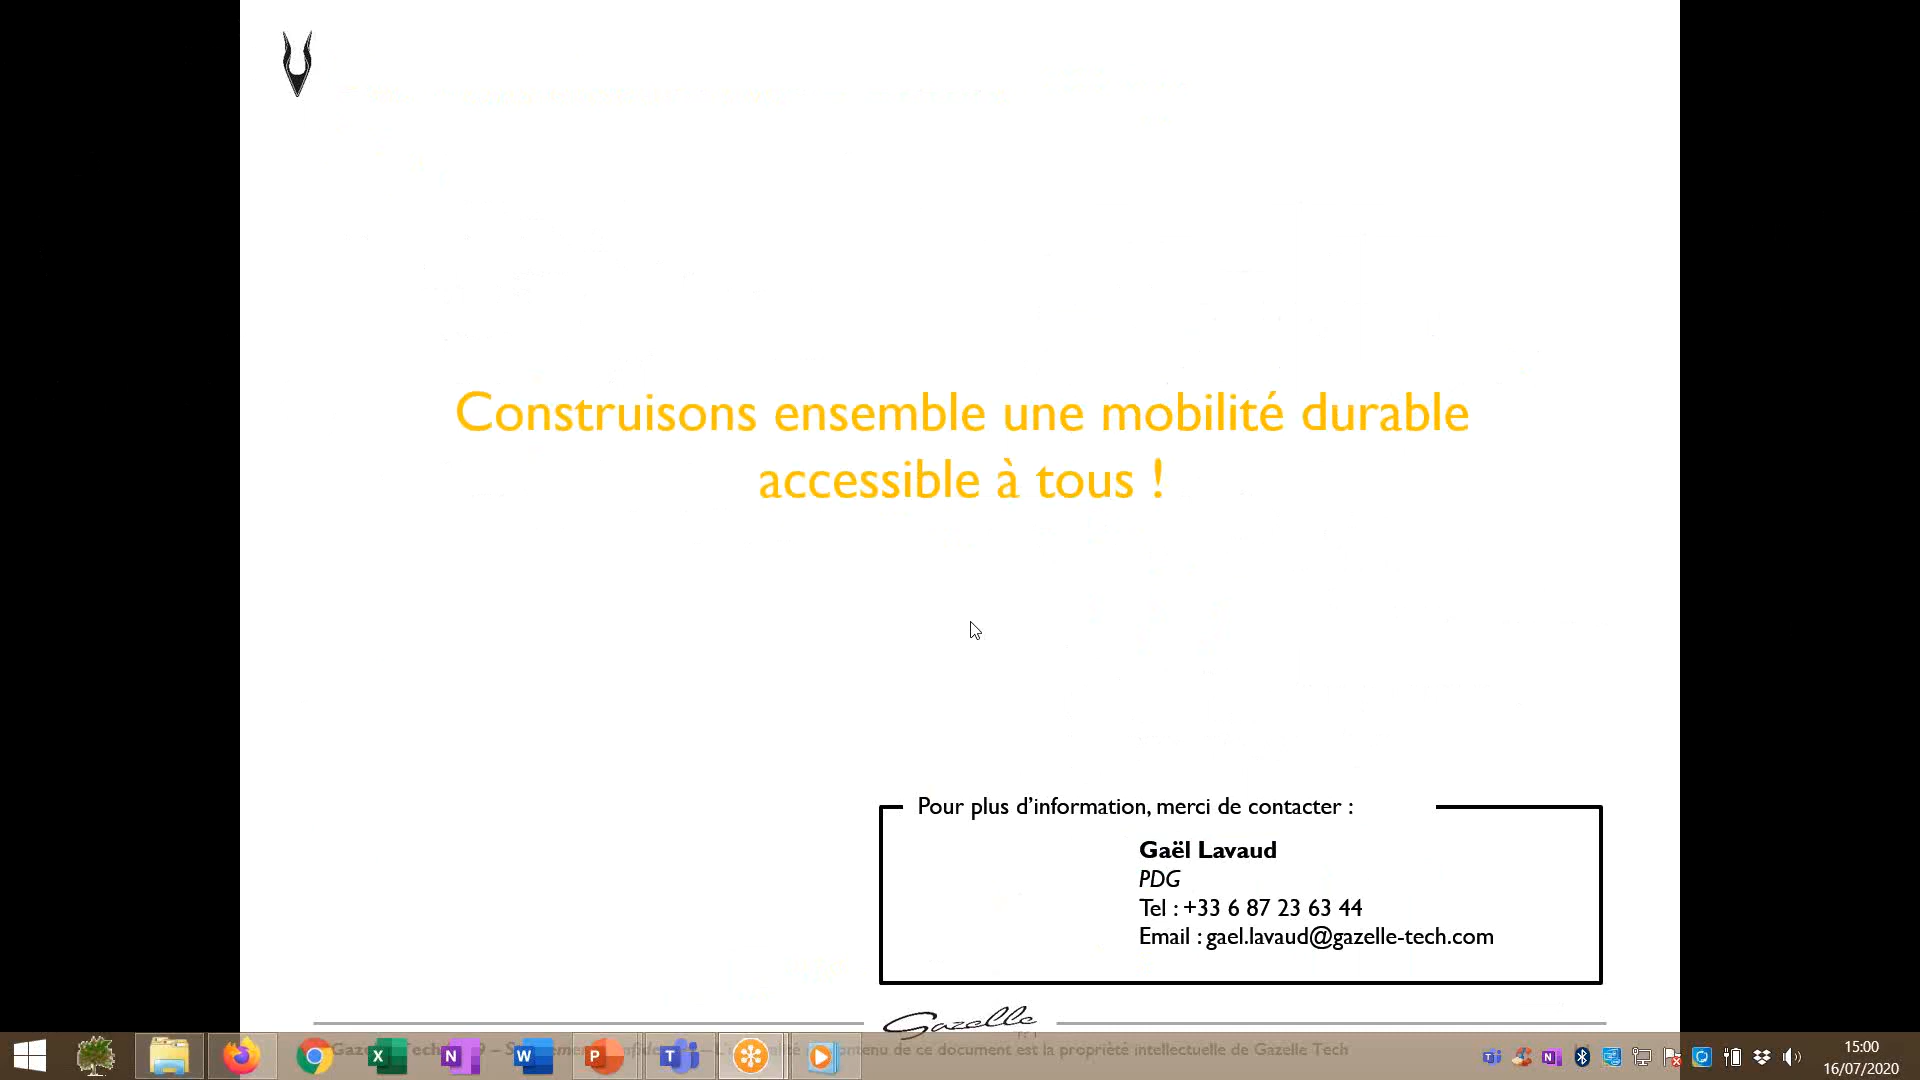 Construisons ensemble une mobilité durable
accessible à tous !
Pour plus d’information, merci de contacter :
Gaël Lavaud
PDG
Tel : +33 6 87 23 63 44
Email : gael.lavaud@gazelle-tech.com
Gazelle
de ce document est la propriété intellectuelle de Gazelle Tech
15:00
16/07/2020